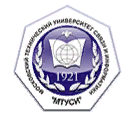 МОСКОВСКИЙ ТЕХНИЧЕСКИЙ УНИВЕРСИТЕТ СВЯЗИ И ИНФОРМАТИКИ
1921
"МТУСИ"